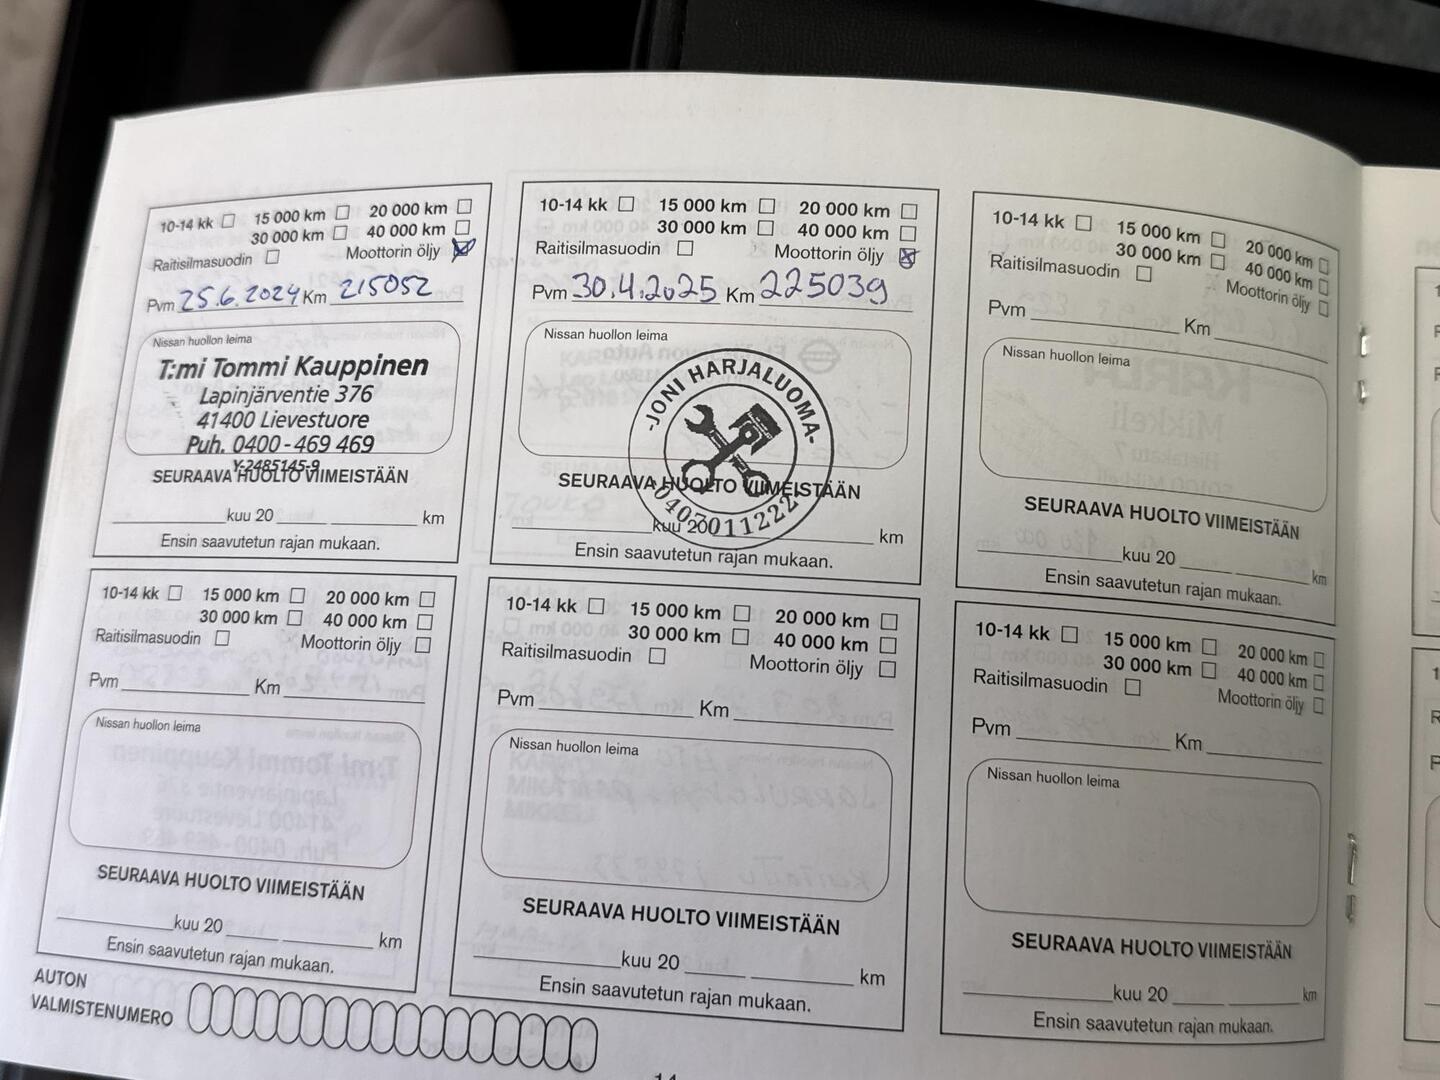 10-14 kk 15 000 km 20 000 km
30 000 km 40 000 km
Raitisilmasuodin Moottorin öljy
Pvm 25.6.2024 Km 215052
Nissan huollon leima
T:mi Tommi Kauppinen
Lapinjärventie 376
41400 Lievestuore
Puh. 0400-469 469
Y-2485145-9
SEURAAVA HUOLTO VIIMEISTÄÄN
kuu 20 km
Ensin saavutetun rajan mukaan.
10-14 kk 15 000 km 20 000 km
30 000 km 40 000 km
Raitisilmasuodin Moottorin öljy
Pvm 30.4.2025 Km 225039
Nissan huollon leima
-JONI HARJALUOMA-
0407011222
SEURAAVA HUOLTO VIIMEISTÄÄN
kuu 20 km
Ensin saavutetun rajan mukaan.
10-14 kk 15 000 km 20 000 km
30 000 km 40 000 km
Raitisilmasuodin Moottorin öljy
Pvm Km
Nissan huollon leima
SEURAAVA HUOLTO VIIMEISTÄÄN
kuu 20 km
Ensin saavutetun rajan mukaan.
10-14 kk 15 000 km 20 000 km
30 000 km 40 000 km
Raitisilmasuodin Moottorin öljy
Pvm Km
Nissan huollon leima
SEURAAVA HUOLTO VIIMEISTÄÄN
kuu 20 km
Ensin saavutetun rajan mukaan.
10-14 kk 15 000 km 20 000 km
30 000 km 40 000 km
Raitisilmasuodin Moottorin öljy
Pvm Km
Nissan huollon leima
SEURAAVA HUOLTO VIIMEISTÄÄN
kuu 20 km
Ensin saavutetun rajan mukaan.
10-14 kk 15 000 km 20 000 km
30 000 km 40 000 km
Raitisilmasuodin Moottorin öljy
Pvm Km
Nissan huollon leima
SEURAAVA HUOLTO VIIMEISTÄÄN
kuu 20 km
Ensin saavutetun rajan mukaan.
AUTON
VALMISTENUMERO